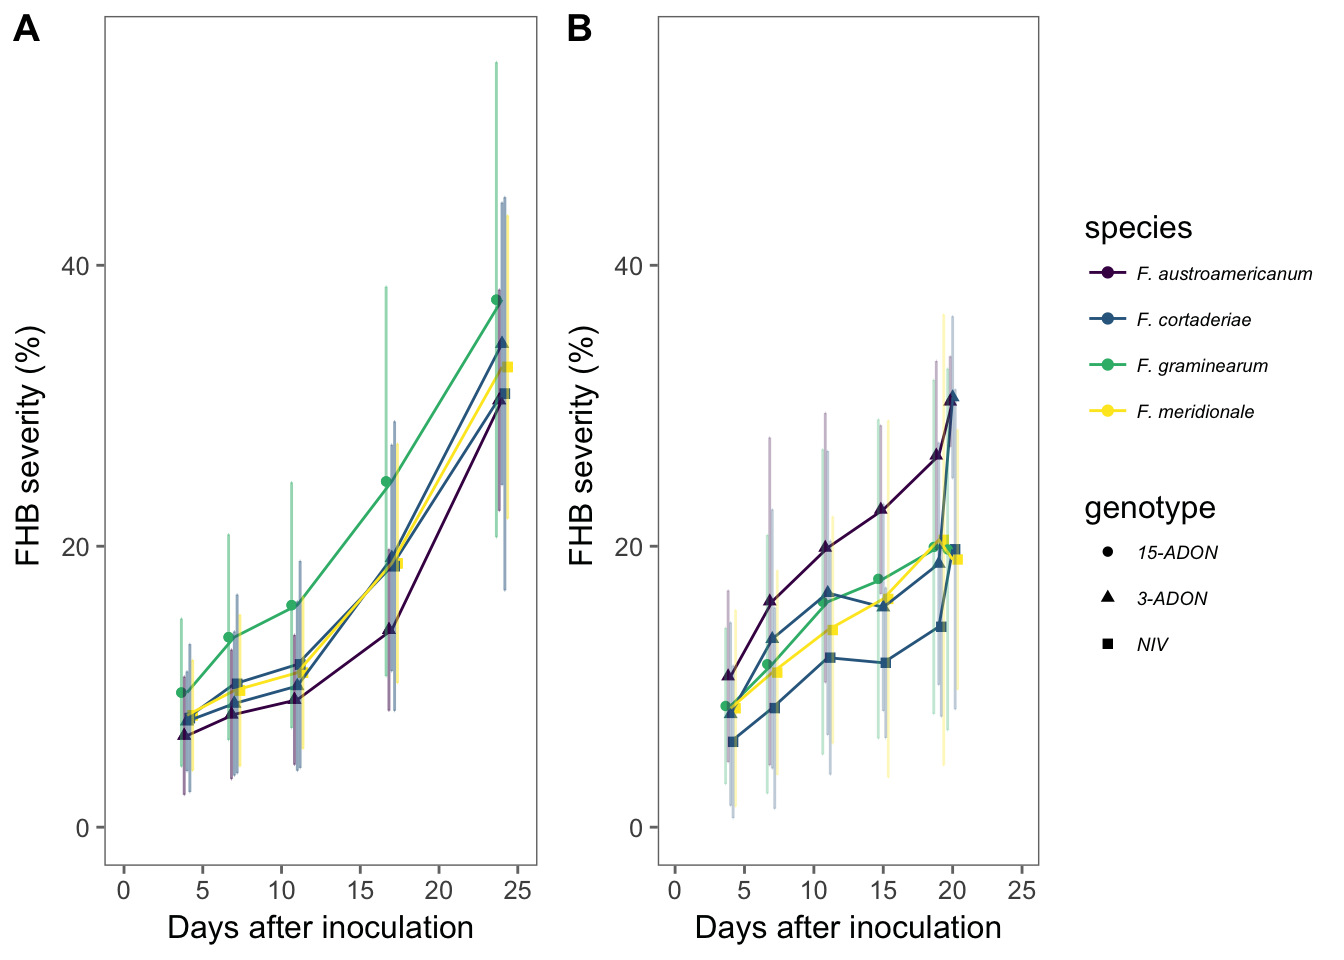 A
B
FHB severity (%)
40
20
0
0 5 10 15 20 25
Days after inoculation
FHB severity (%)
40
20
0
0 5 10 15 20 25
Days after inoculation
species
F. austroamericanum
F. cortaderiae
F. graminearum
F. meridionale
genotype
15-ADON
3-ADON
NIV